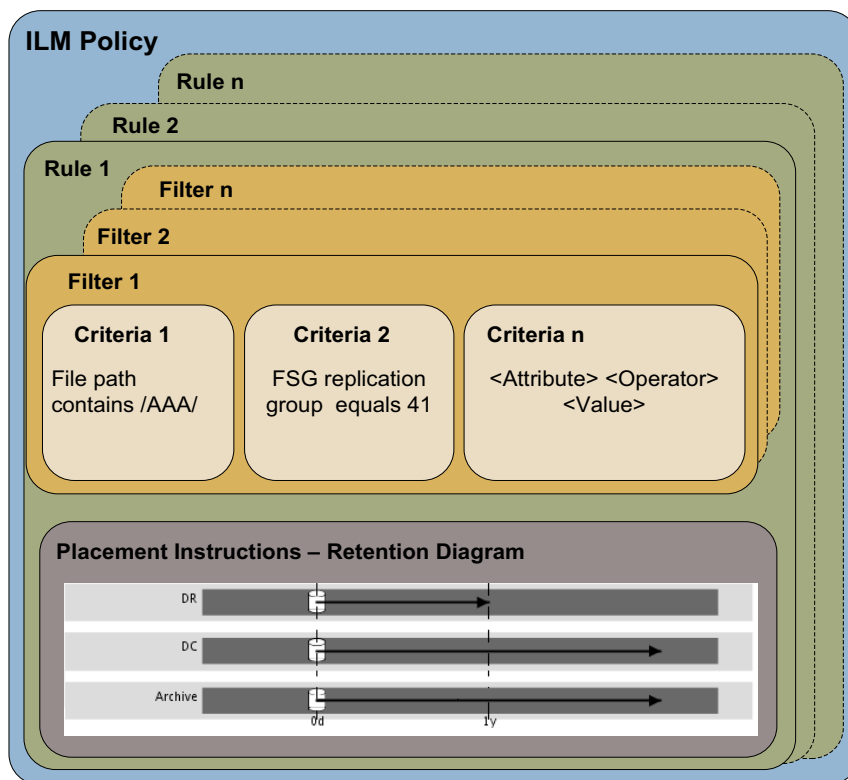 ILM Policy
Rule n
Rule 2
Rule 1
Filter n
Filter 2
Filter 1
Criteria 1
File path
contains /AAA/
Criteria 2
FSG replication
group equals 41
Criteria n
<Attribute> <Operator>
<Value>
Placement Instructions – Retention Diagram
DR
DC
Archive
0d
1y